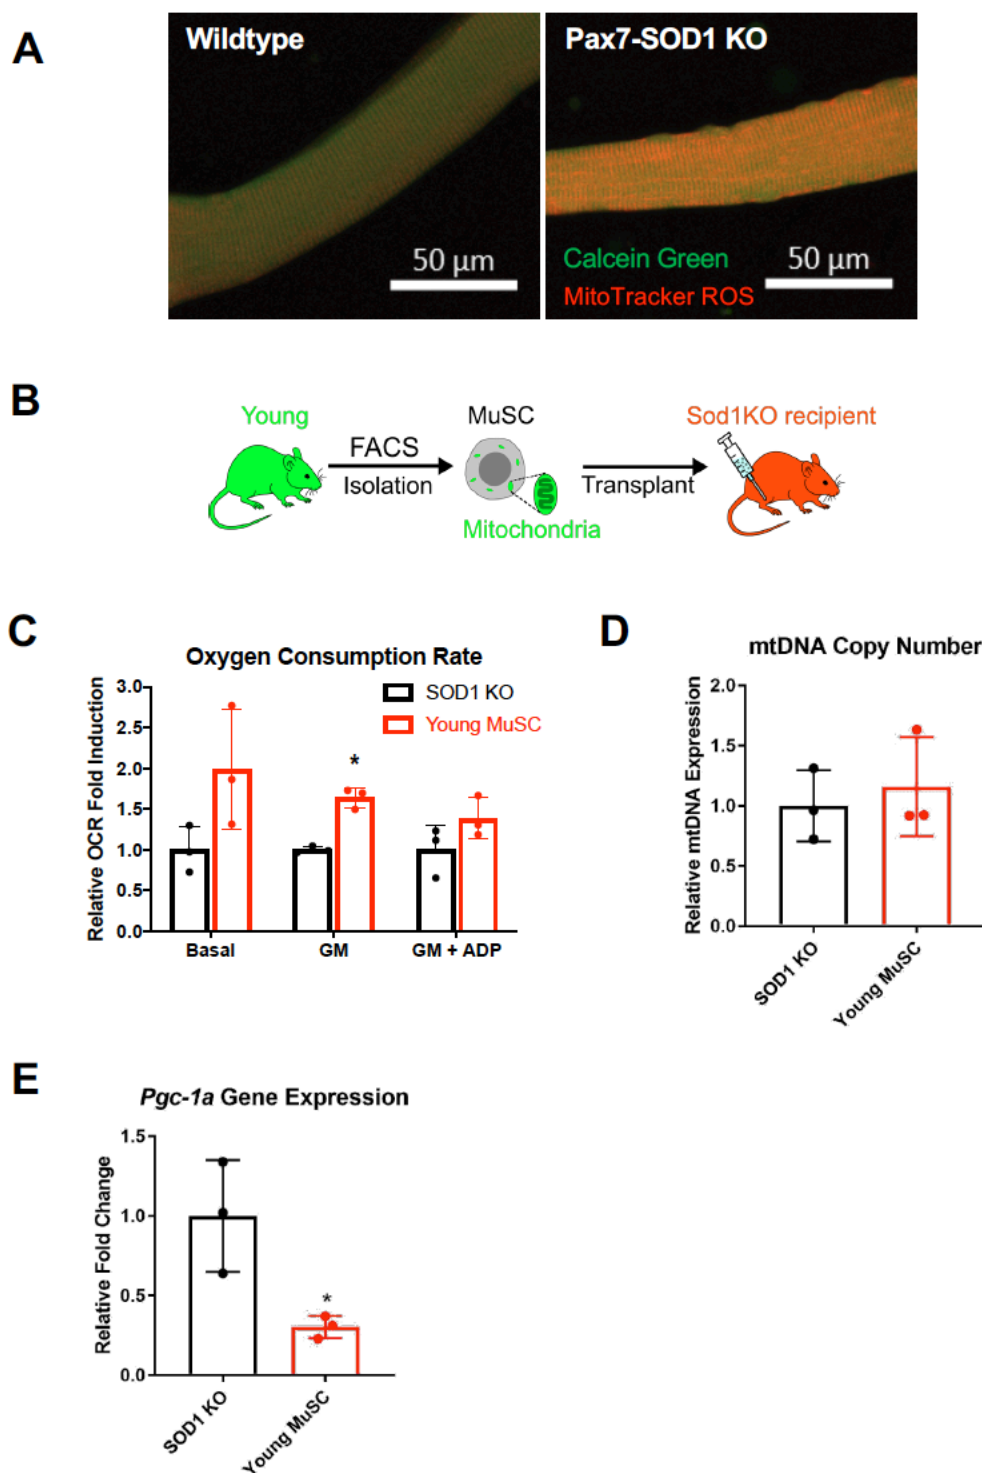 A
Wildtype
Pax7-SOD1 KO
50 μm
Calcein Green
MitoTracker ROS
50 μm
B
Young
FACS
Isolation
MuSC
Mitochondria
Transplant
Sod1KO recipient
C
Oxygen Consumption Rate
SOD1 KO
Young MuSC
Relative OCR Fold Induction
3.0
2.5
2.0
1.5
1.0
0.5
0.0
*
Basal
GM
GM + ADP
D
mtDNA Copy Number
Relative mtDNA Expression
2.0
1.5
1.0
0.5
0.0
SOD1 KO
Young MuSC
E
Pgc-1a Gene Expression
Relative Fold Change
1.5
1.0
0.5
0.0
*
SOD1 KO
Young MuSC